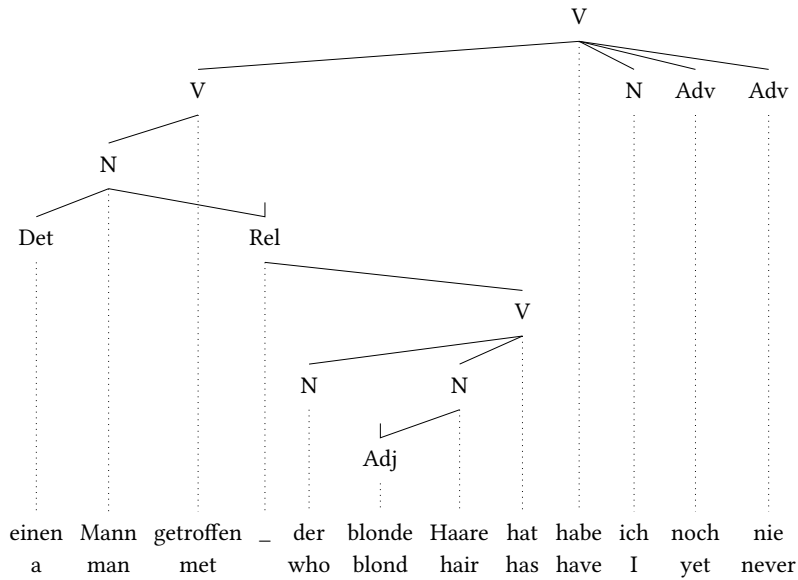 V
V N Adv Adv
N
Det Rel
V
N N
Adj
einen Mann getroffen _ der blonde Haare hat habe ich noch nie
a man met who blond hair has have I yet never